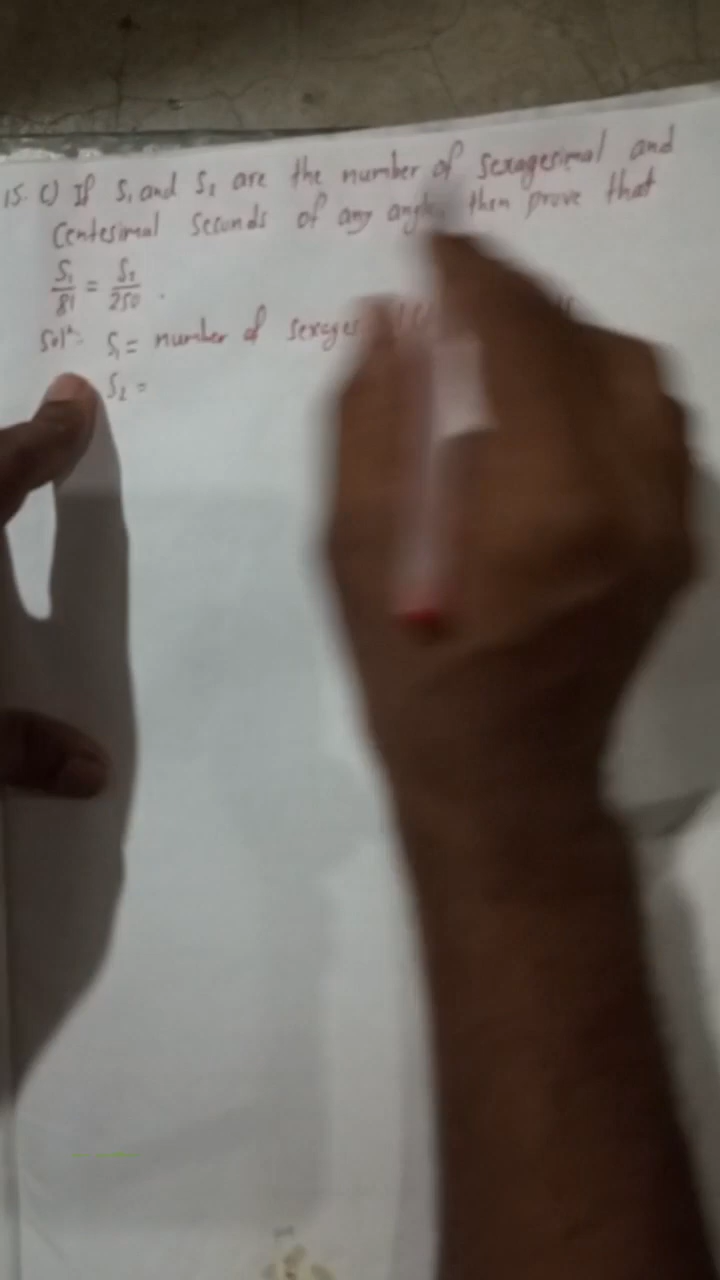 15. c) If S₁ and S₂ are the number of sexagesimal and
Centesimal Seconds of any angle, then prove that
S₁/81 = S₂/250 .
Solⁿ: S₁ = number of sexages
S₂ =